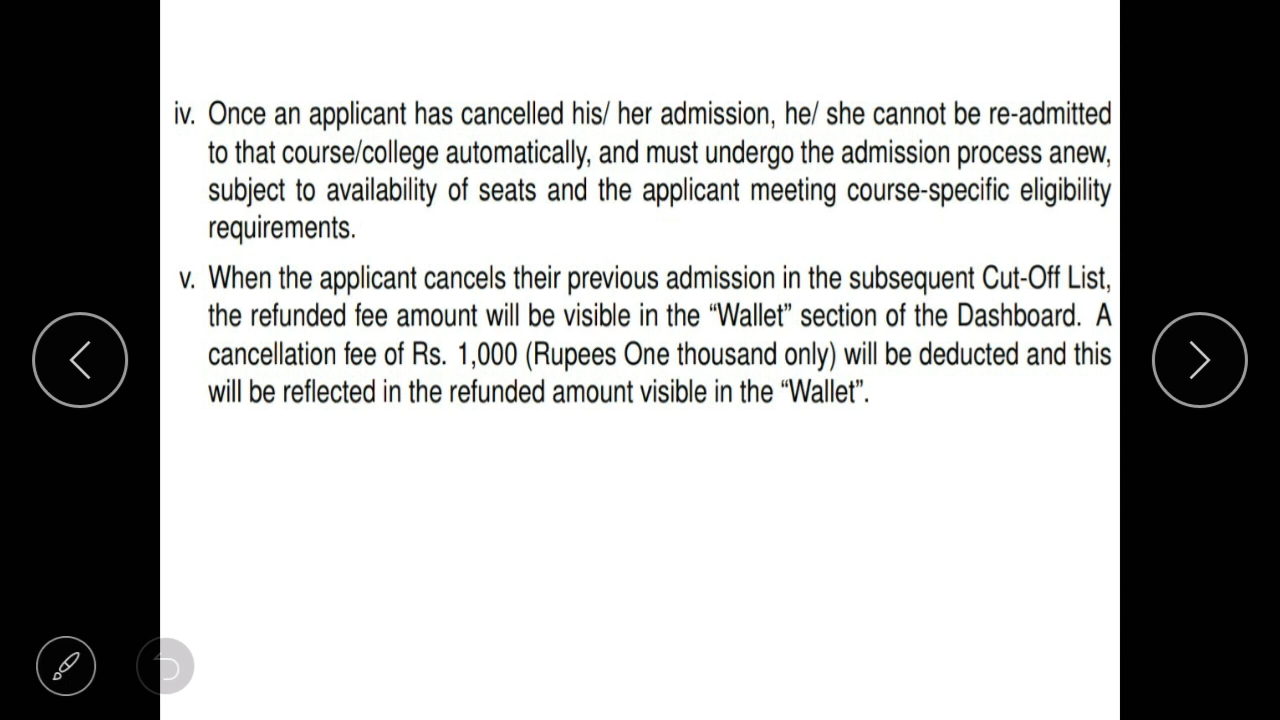 iv. Once an applicant has cancelled his/ her admission, he/ she cannot be re-admitted
to that course/college automatically, and must undergo the admission process anew,
subject to availability of seats and the applicant meeting course-specific eligibility
requirements.
v. When the applicant cancels their previous admission in the subsequent Cut-Off List,
the refunded fee amount will be visible in the “Wallet” section of the Dashboard. A
cancellation fee of Rs. 1,000 (Rupees One thousand only) will be deducted and this
will be reflected in the refunded amount visible in the “Wallet”.